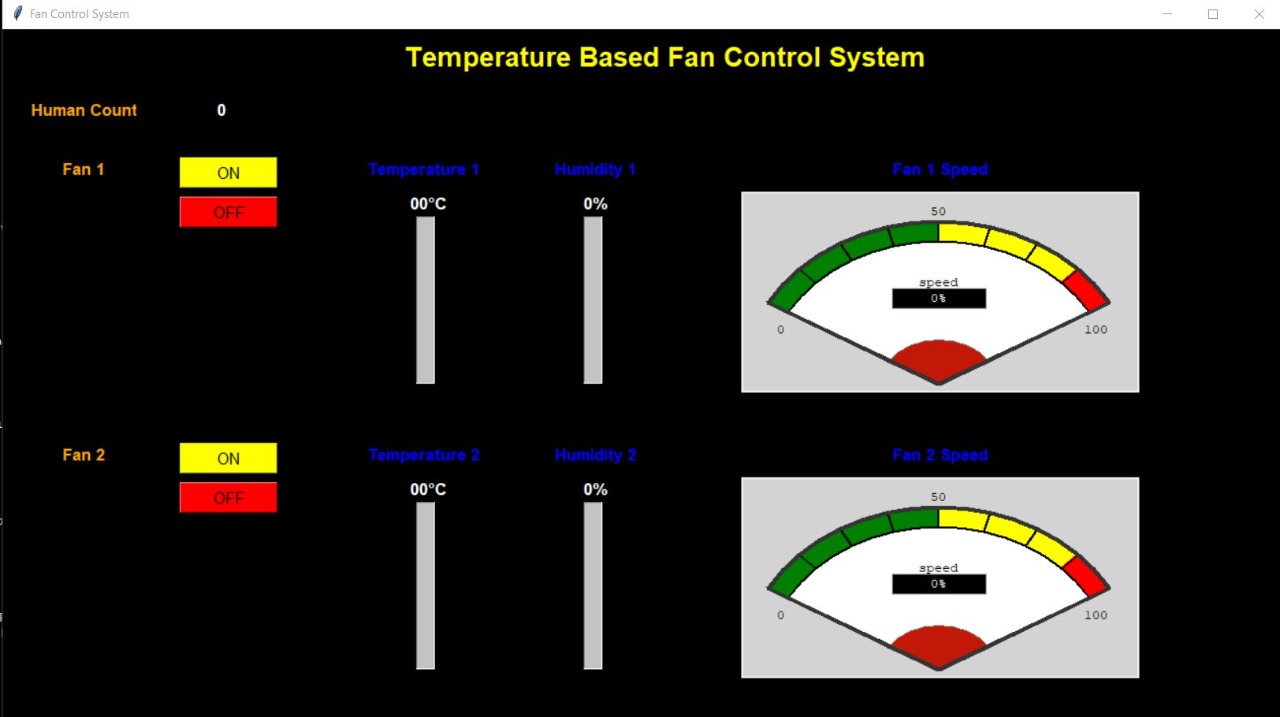 Fan Control System
Temperature Based Fan Control System
Human Count 0
Fan 1 ON Temperature 1 Humidity 1 Fan 1 Speed
OFF 00°C 0%
50
speed
0%
0 100
Fan 2 ON Temperature 2 Humidity 2 Fan 2 Speed
OFF 00°C 0%
50
speed
0%
0 100